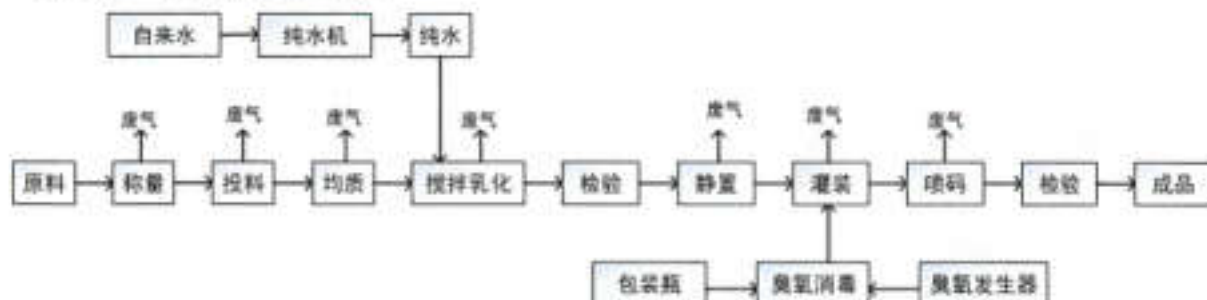 自来水
纯水机
纯水
废气
废气
废气
废气
废气
废气
废气
原料
称量
投料
均质
搅拌乳化
检验
静置
灌装
喷码
检验
成品
包装瓶
臭氧消毒
臭氧发生器